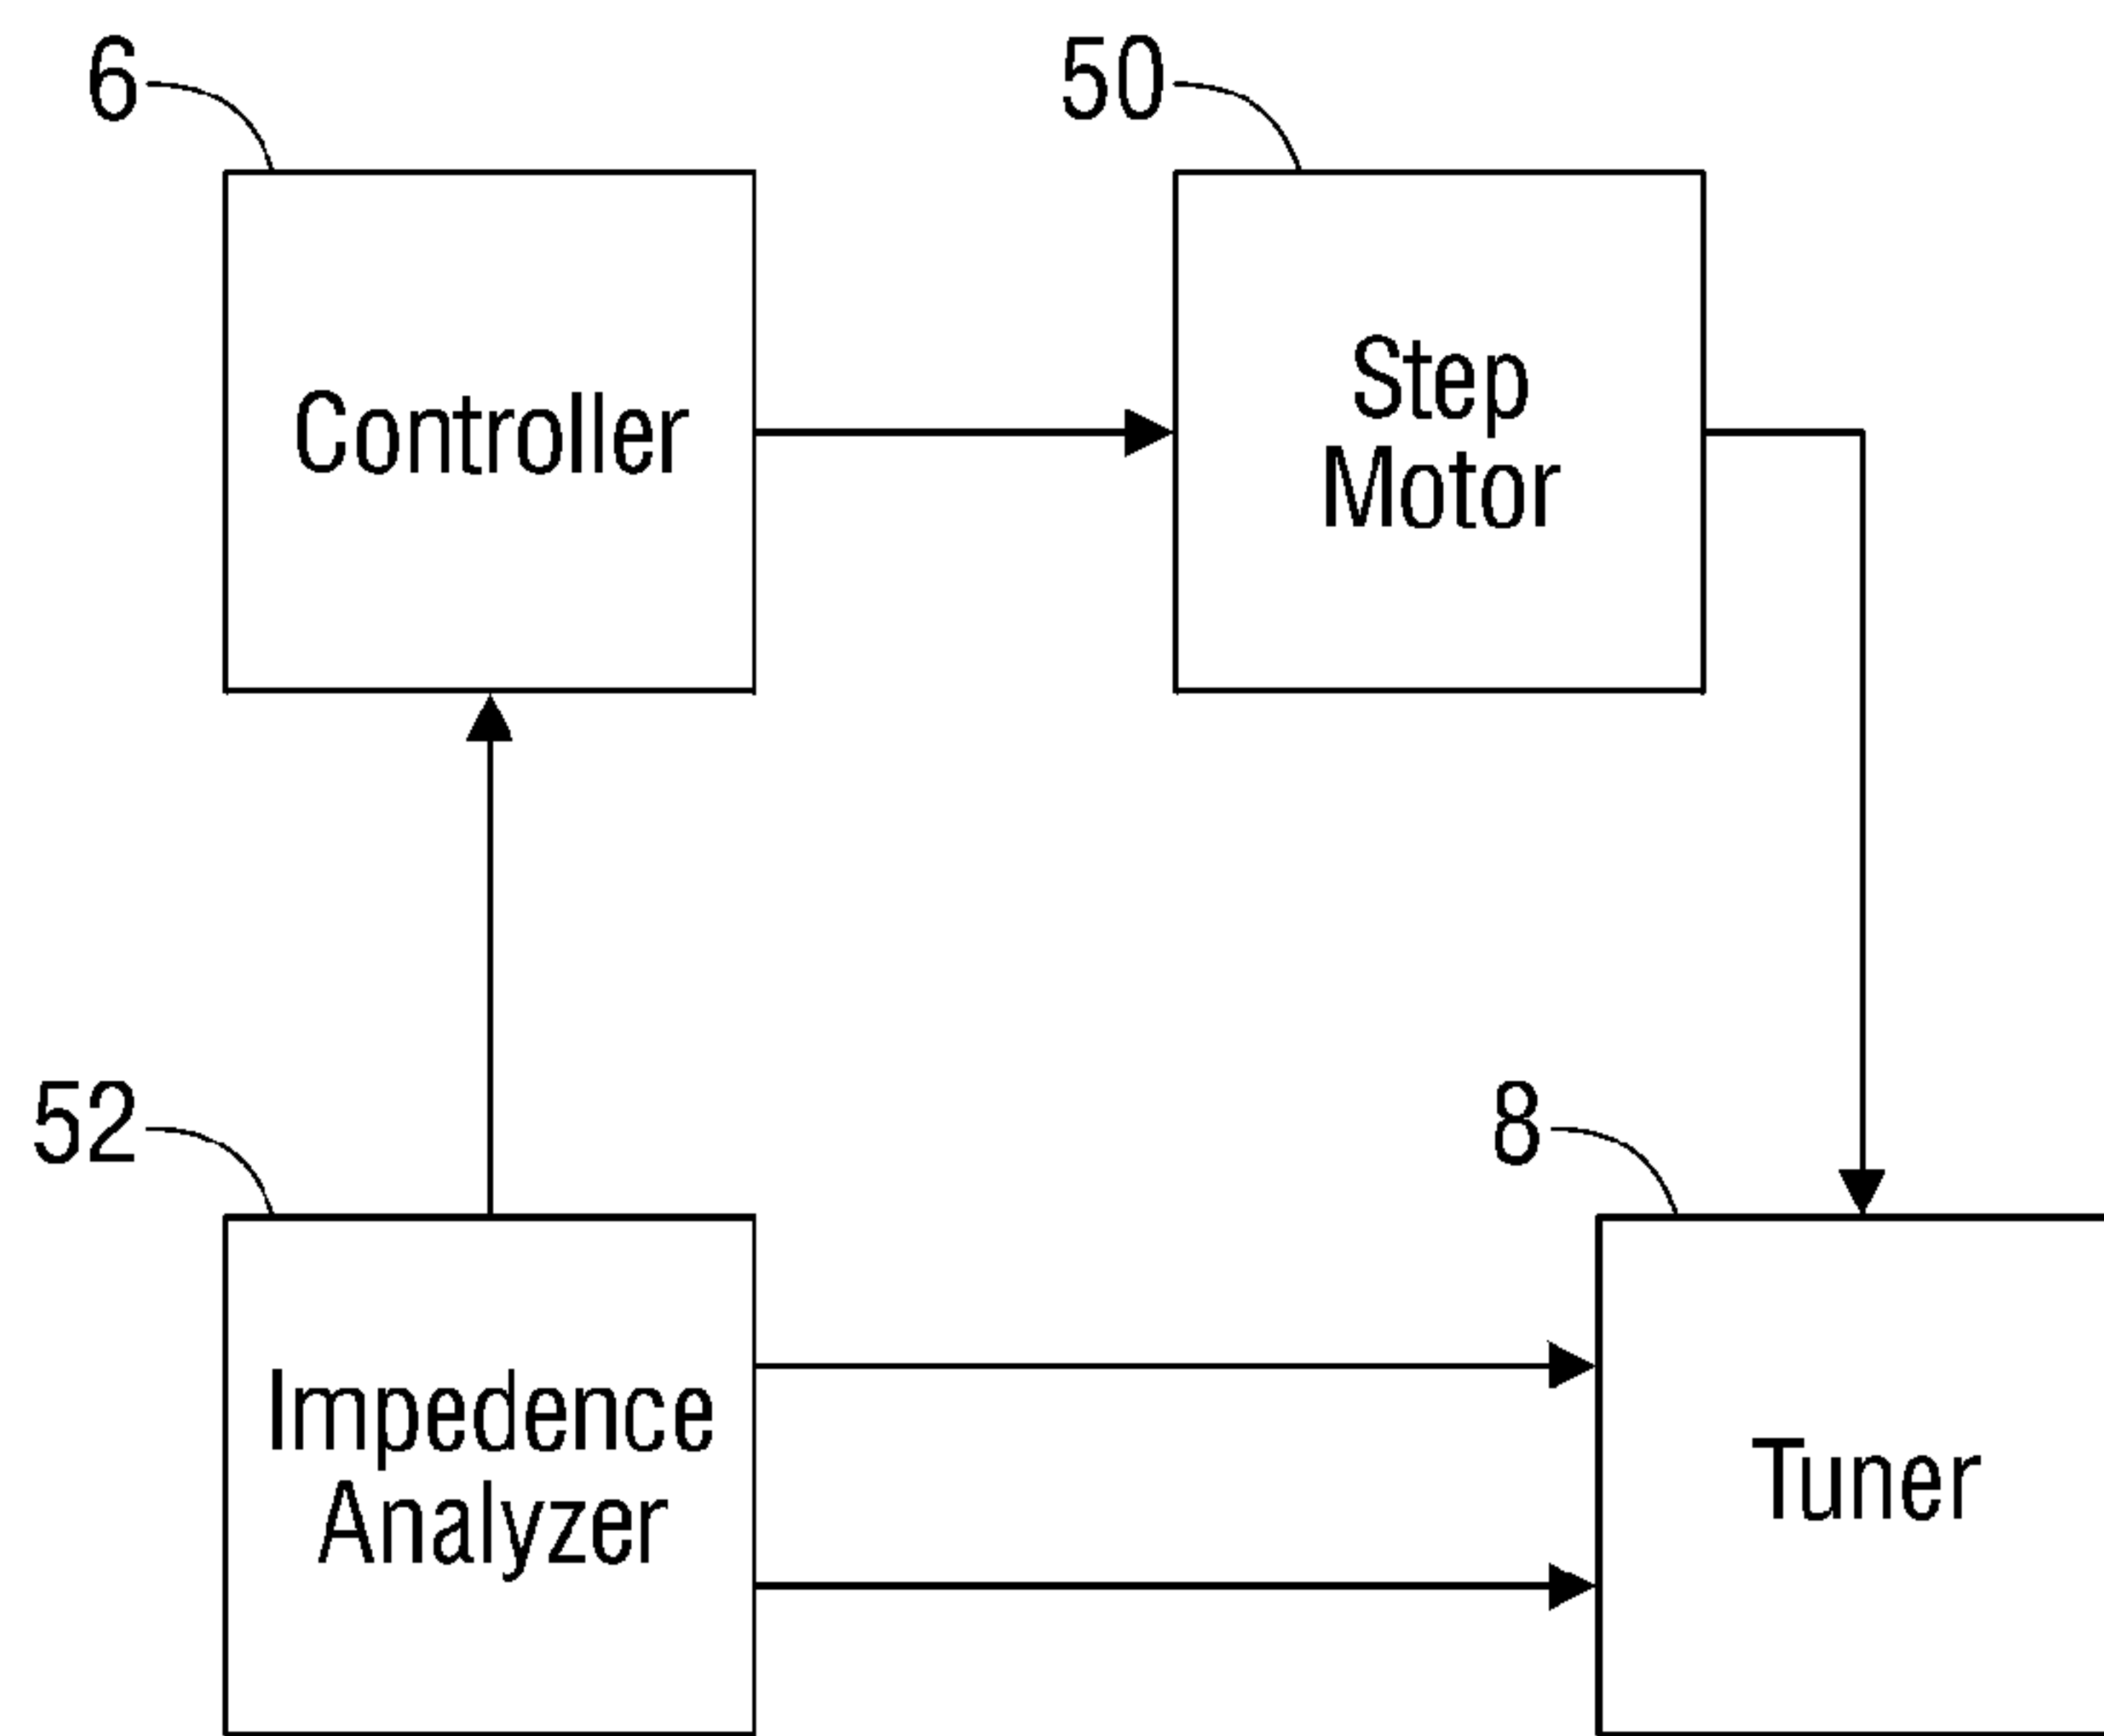 6
50
Controller
Step
Motor
52
8
Impedence
Analyzer
Tuner